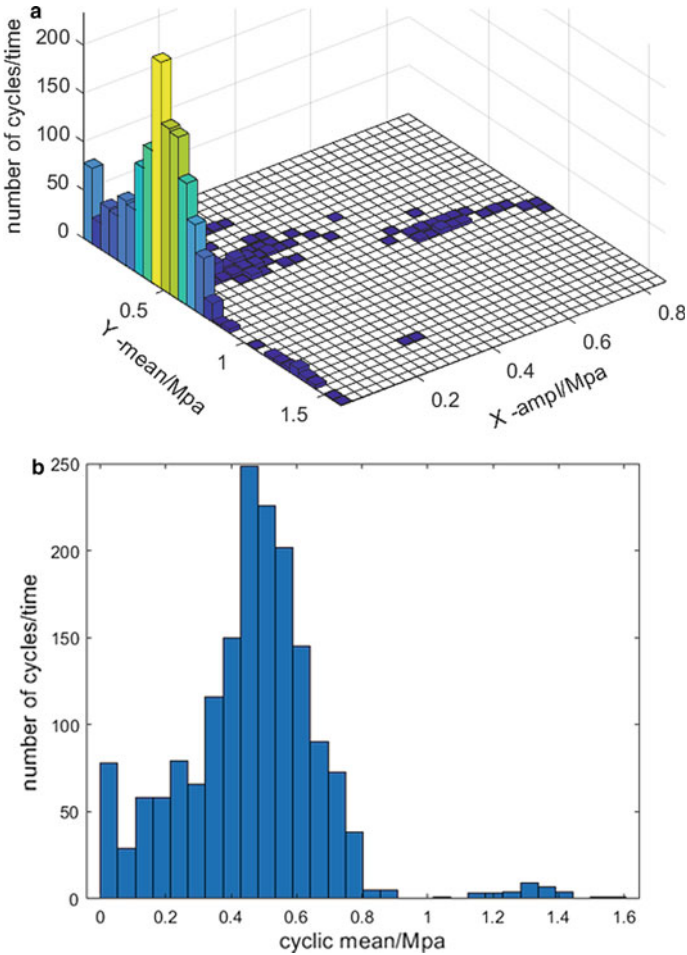 a
200
150
100
50
0
number of cycles/time
0.5
1
1.5
Y -mean/Mpa
0.2
0.4
0.6
0.8
X -ampl/Mpa
b
250
200
150
100
50
0
number of cycles/time
0 0.2 0.4 0.6 0.8 1 1.2 1.4 1.6
cyclic mean/Mpa